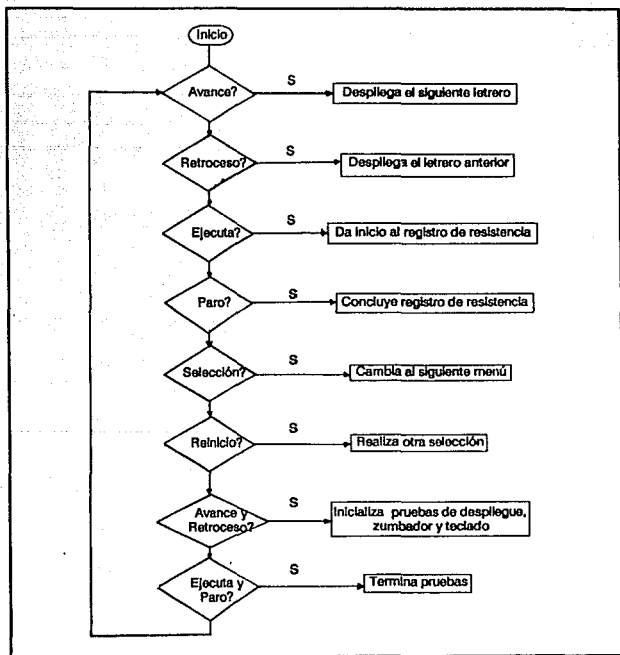 Inicio
Avance?
S
Despliega el siguiente letrero
Retroceso?
S
Despliega el letrero anterior
Ejecuta?
S
Da inicio al registro de resistencia
Paro?
S
Concluye registro de resistencia
Selección?
S
Cambia al siguiente menú
Reinicio?
S
Realiza otra selección
Avance y
Retroceso?
S
Inicializa pruebas de despliegue,
zumbador y teclado
Ejecuta y
Paro?
S
Termina pruebas